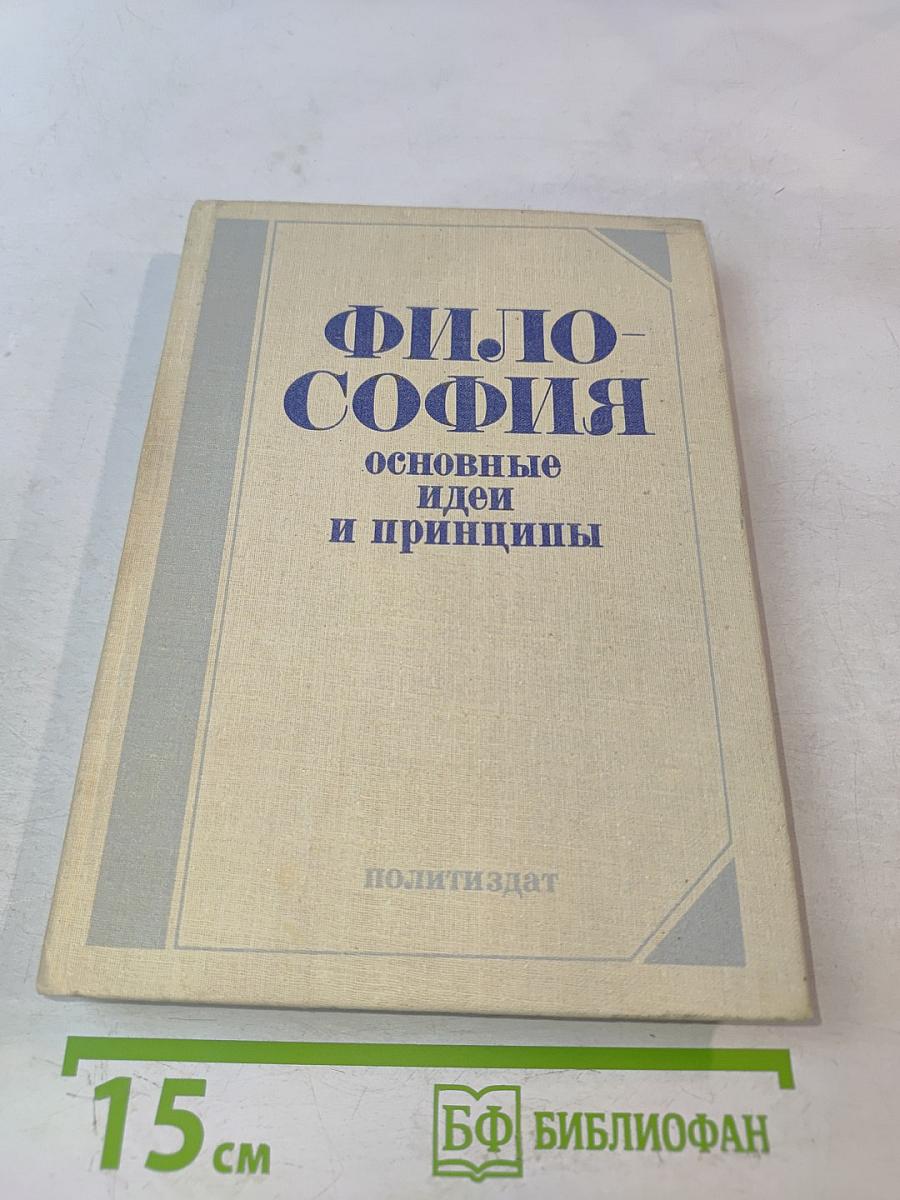 ФИЛО-
СОФИЯ
основные
идеи
и принципы
политиздат
15 см
БФ БИБЛИОФАН